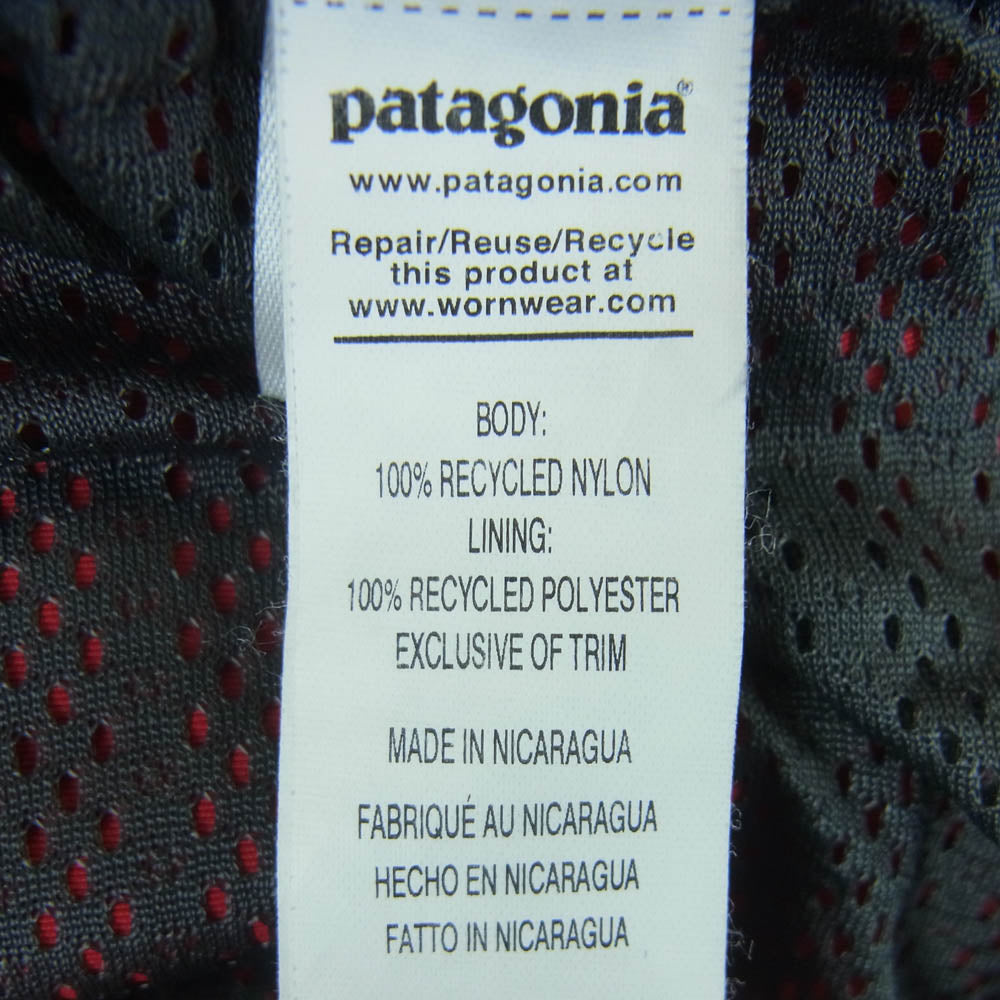 patagonia®
www.patagonia.com
Repair/Reuse/Recycle
this product at
www.wornwear.com
BODY:
100% RECYCLED NYLON
LINING:
100% RECYCLED POLYESTER
EXCLUSIVE OF TRIM
MADE IN NICARAGUA
FABRIQUÉ AU NICARAGUA
HECHO EN NICARAGUA
FATTO IN NICARAGUA